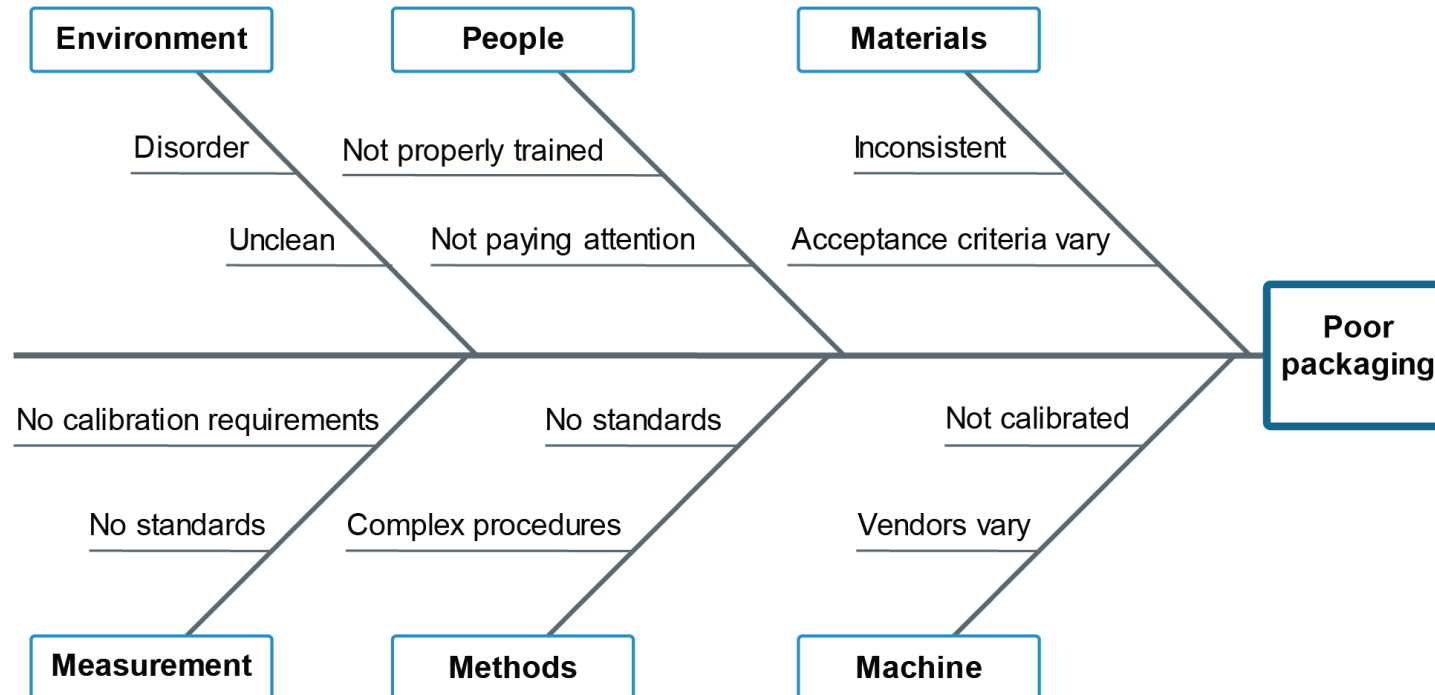 Environment
People
Materials
Disorder
Not properly trained
Inconsistent
Unclean
Not paying attention
Acceptance criteria vary
Poor
packaging
No calibration requirements
No standards
Not calibrated
No standards
Complex procedures
Vendors vary
Measurement
Methods
Machine